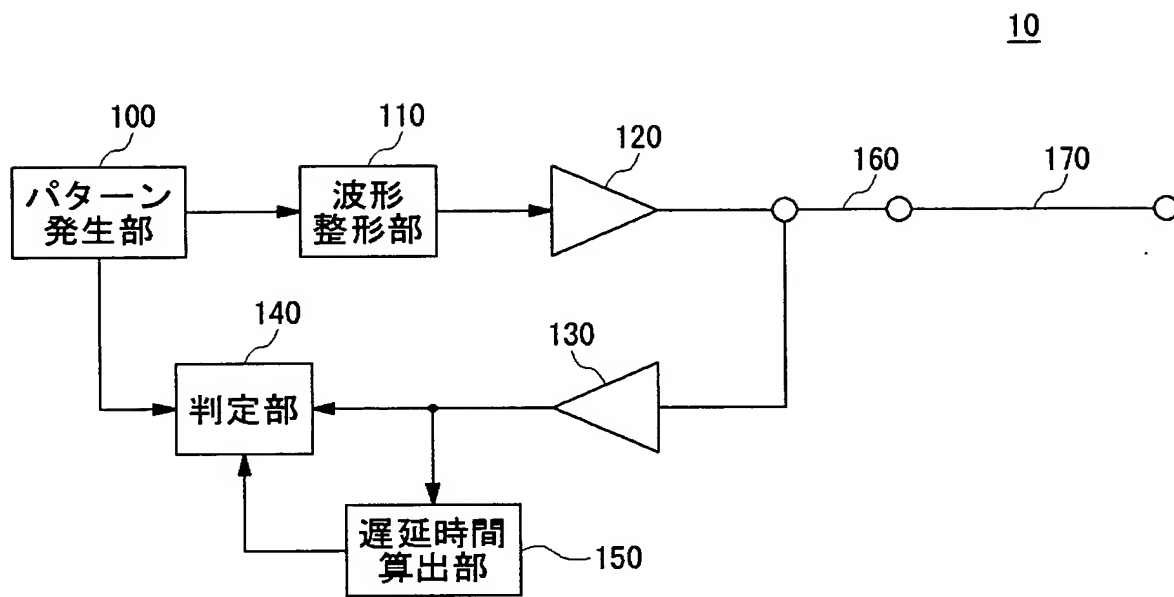 10
100
110
120
160
170
パターン
発生部
波形
整形部
140
130
判定部
遅延時間
算出部
150